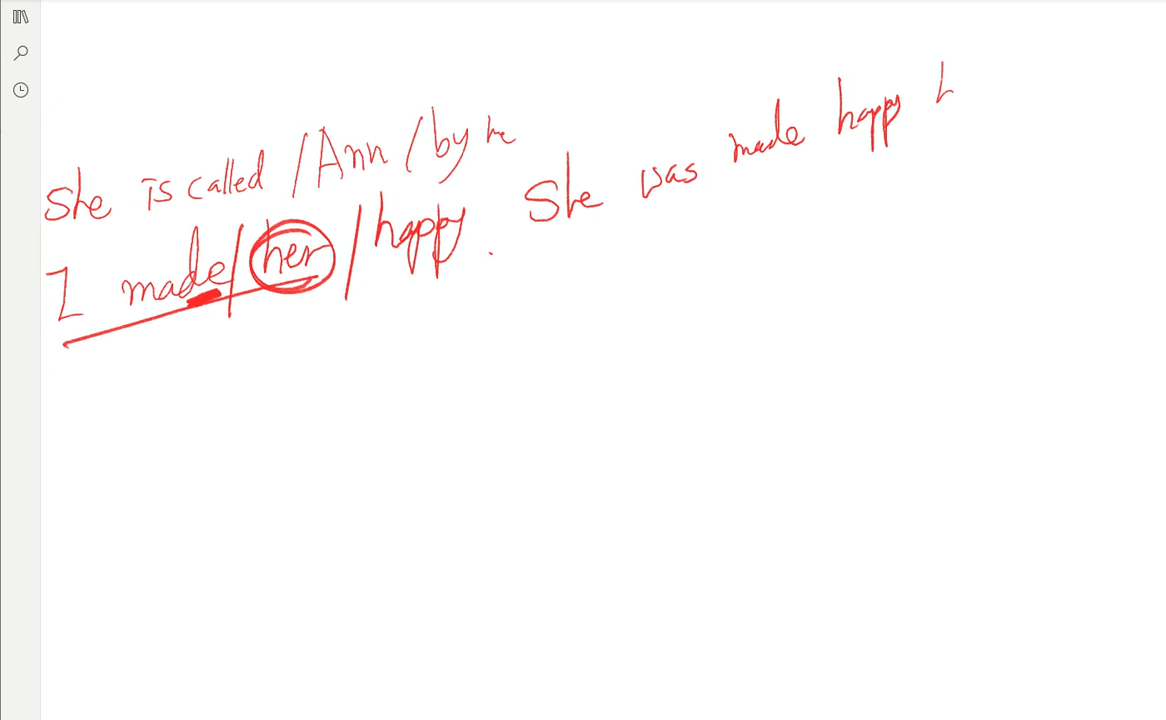 She is called / Ann / by me
I made / her / happy. She was made happy